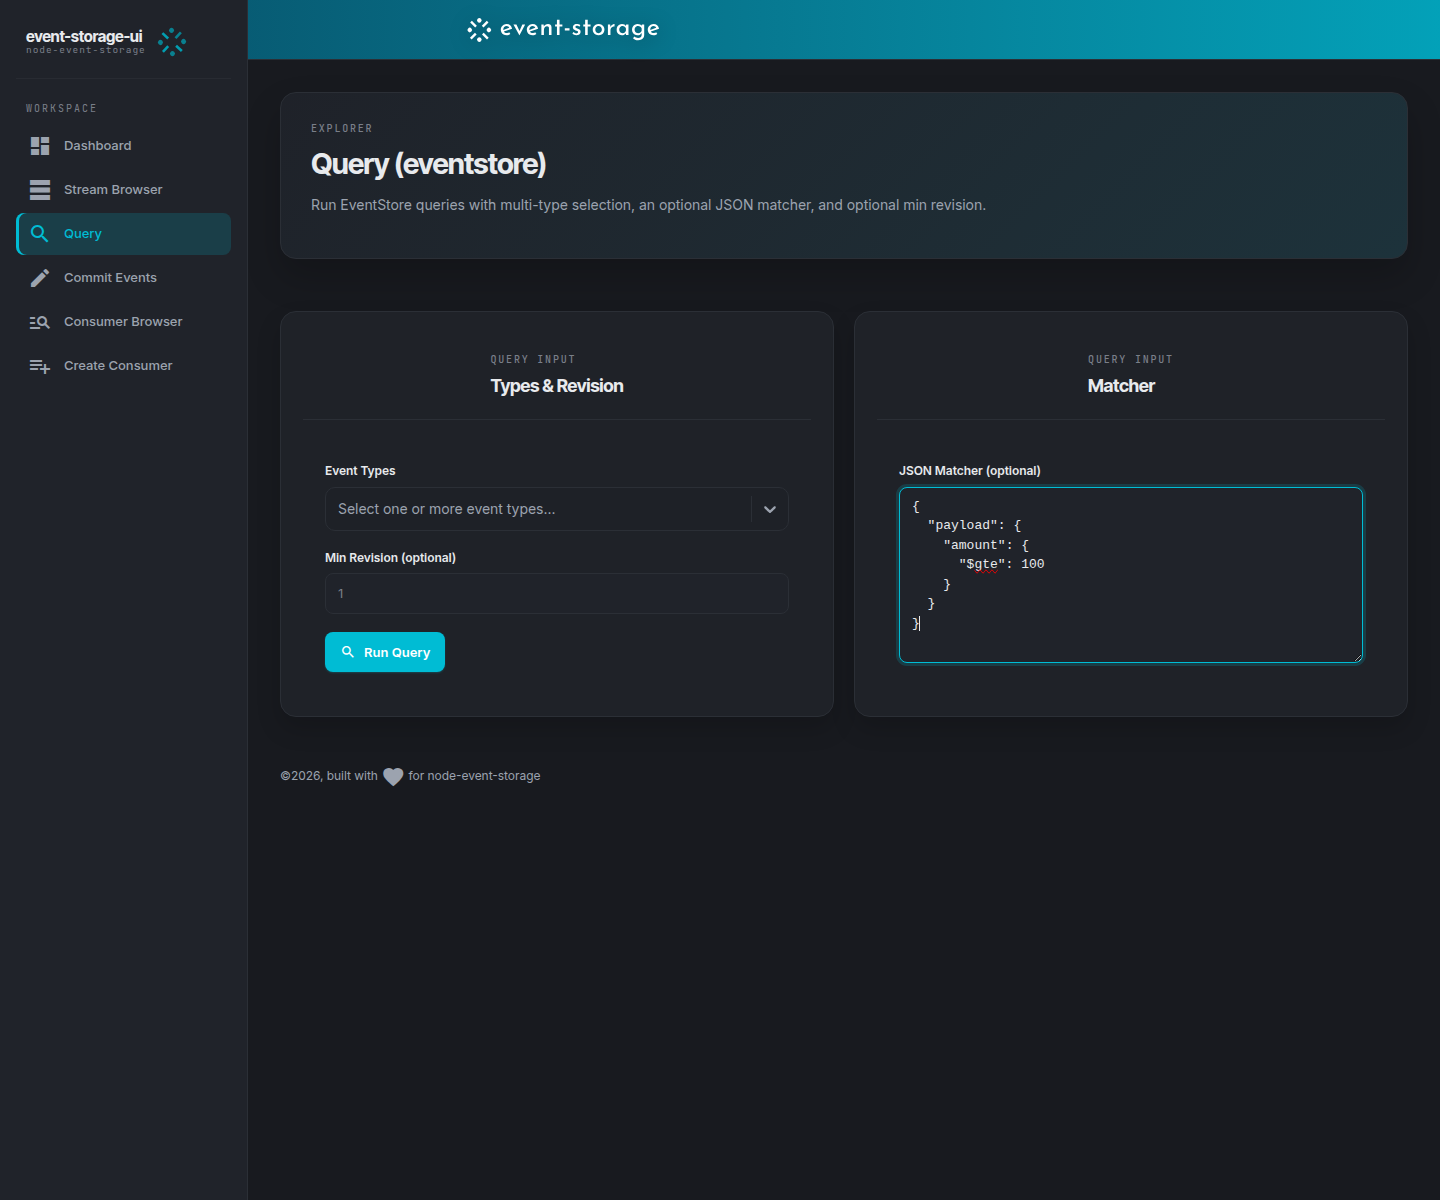 event-storage-ui
node-event-storage
WORKSPACE
Dashboard
Stream Browser
Query
Commit Events
Consumer Browser
Create Consumer
event-storage
EXPLORER
Query (eventstore)
Run EventStore queries with multi-type selection, an optional JSON matcher, and optional min revision.
QUERY INPUT
Types & Revision
Event Types
Select one or more event types...
Min Revision (optional)
1
Run Query
QUERY INPUT
Matcher
JSON Matcher (optional)
{
  "payload": {
    "amount": {
      "$gte": 100
    }
  }
}
©2026, built with for node-event-storage